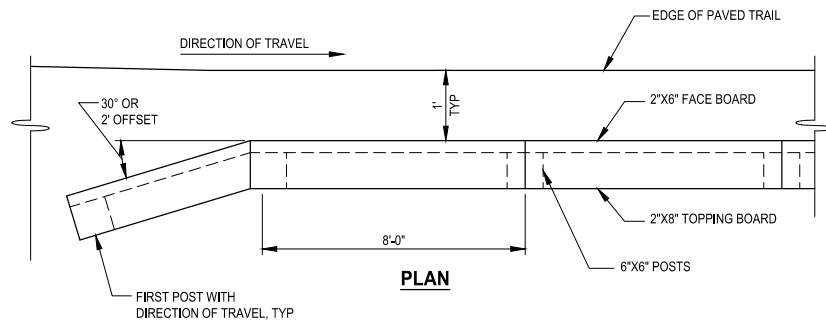 EDGE OF PAVED TRAIL
DIRECTION OF TRAVEL
1'
TYP
30° OR
2' OFFSET
2"X6" FACE BOARD
2"X8" TOPPING BOARD
8'-0"
6"X6" POSTS
PLAN
FIRST POST WITH
DIRECTION OF TRAVEL, TYP